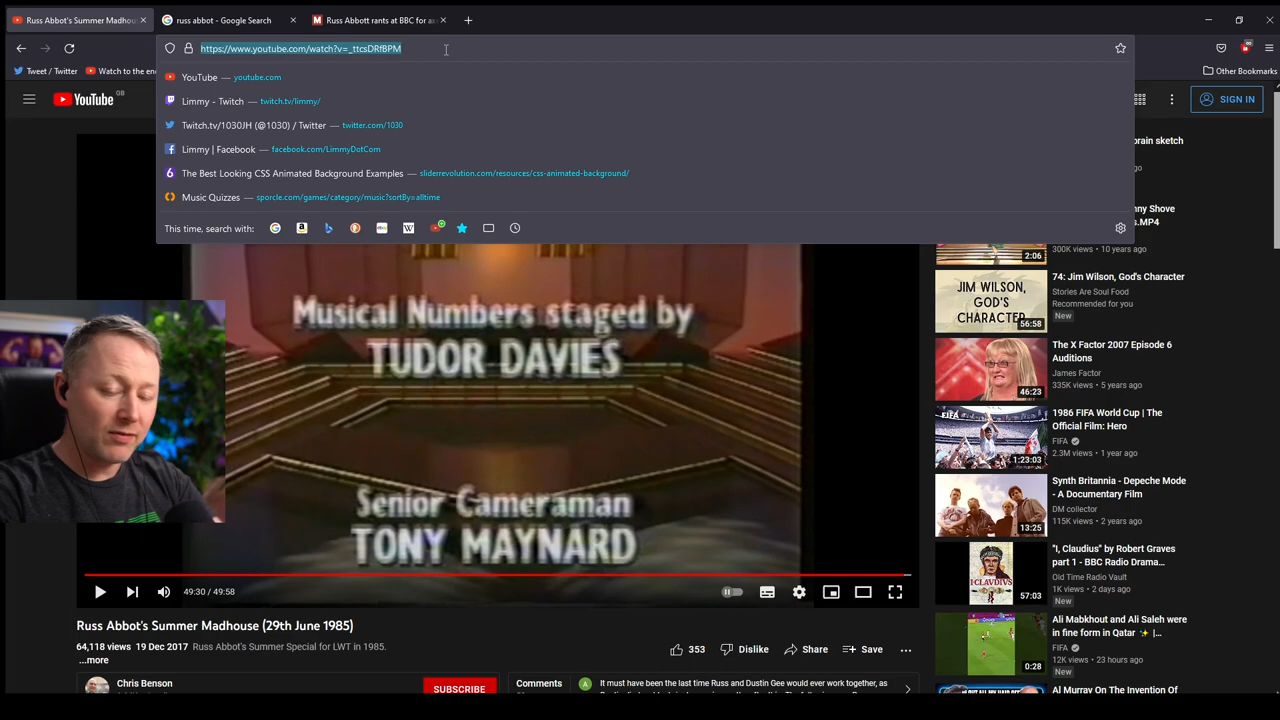 Russ Abbot's Summer Madhou
russ abbot - Google Search
Russ Abbott rants at BBC for ax
https://www.youtube.com/watch?v=_ttcsDRfBPM
Tweet / Twitter
Watch to the en
Other Bookmarks
YouTube — youtube.com
Limmy - Twitch — twitch.tv/limmy/
Twitch.tv/1030JH (@1030) / Twitter — twitter.com/1030
Limmy | Facebook — facebook.com/LimmyDotCom
The Best Looking CSS Animated Background Examples — sliderrevolution.com/resources/css-animated-background/
Music Quizzes — sporcle.com/games/category/music?sortBy=alltime
This time, search with:
YouTube GB
SIGN IN
Musical Numbers staged by
TUDOR DAVIES
Senior Cameraman
TONY MAYNARD
49:30 / 49:58
Russ Abbot's Summer Madhouse (29th June 1985)
64,118 views 19 Dec 2017 Russ Abbot's Summer Special for LWT in 1985.
...more
353
Dislike
Share
Save
Chris Benson
SUBSCRIBE
Comments
It must have been the last time Russ and Dustin Gee would ever work together, as
brain sketch
nny Shove
s.MP4
300K views • 10 years ago
2:06
JIM WILSON,
GOD'S
CHARACTER
56:58
74: Jim Wilson, God's Character
Stories Are Soul Food
Recommended for you
New
46:23
The X Factor 2007 Episode 6
Auditions
James Factor
335K views • 5 years ago
FIFA
1:23:03
1986 FIFA World Cup | The
Official Film: Hero
FIFA
2.3M views • 1 year ago
13:25
Synth Britannia - Depeche Mode
- A Documentary Film
DM collector
115K views • 2 years ago
I·CLAVDIVS
57:03
"I, Claudius" by Robert Graves
part 1 - BBC Radio Drama...
Old Time Radio Vault
1K views • 2 days ago
New
0:28
Ali Mabkhout and Ali Saleh were
in fine form in Qatar ✨ |...
FIFA
12K views • 23 hours ago
New
Al Murray On The Invention Of